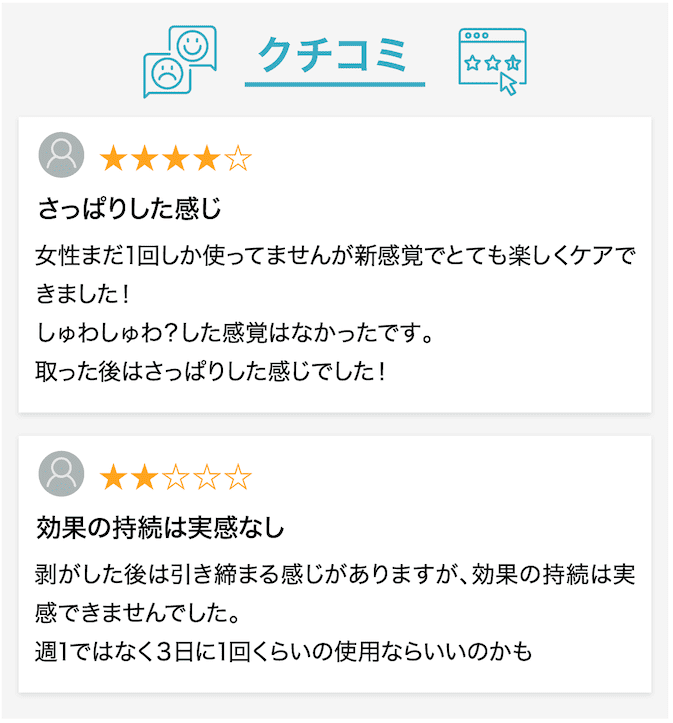 クチコミ
さっぱりした感じ
女性まだ1回しか使ってませんが新感覚でとても楽しくケアで
きました！
しゅわしゅわ？した感覚はなかったです。
取った後はさっぱりした感じでした！
効果の持続は実感なし
剥がした後は引き締まる感じがありますが、効果の持続は実
感できませんでした。
週1ではなく3日に1回くらいの使用ならいいのかも